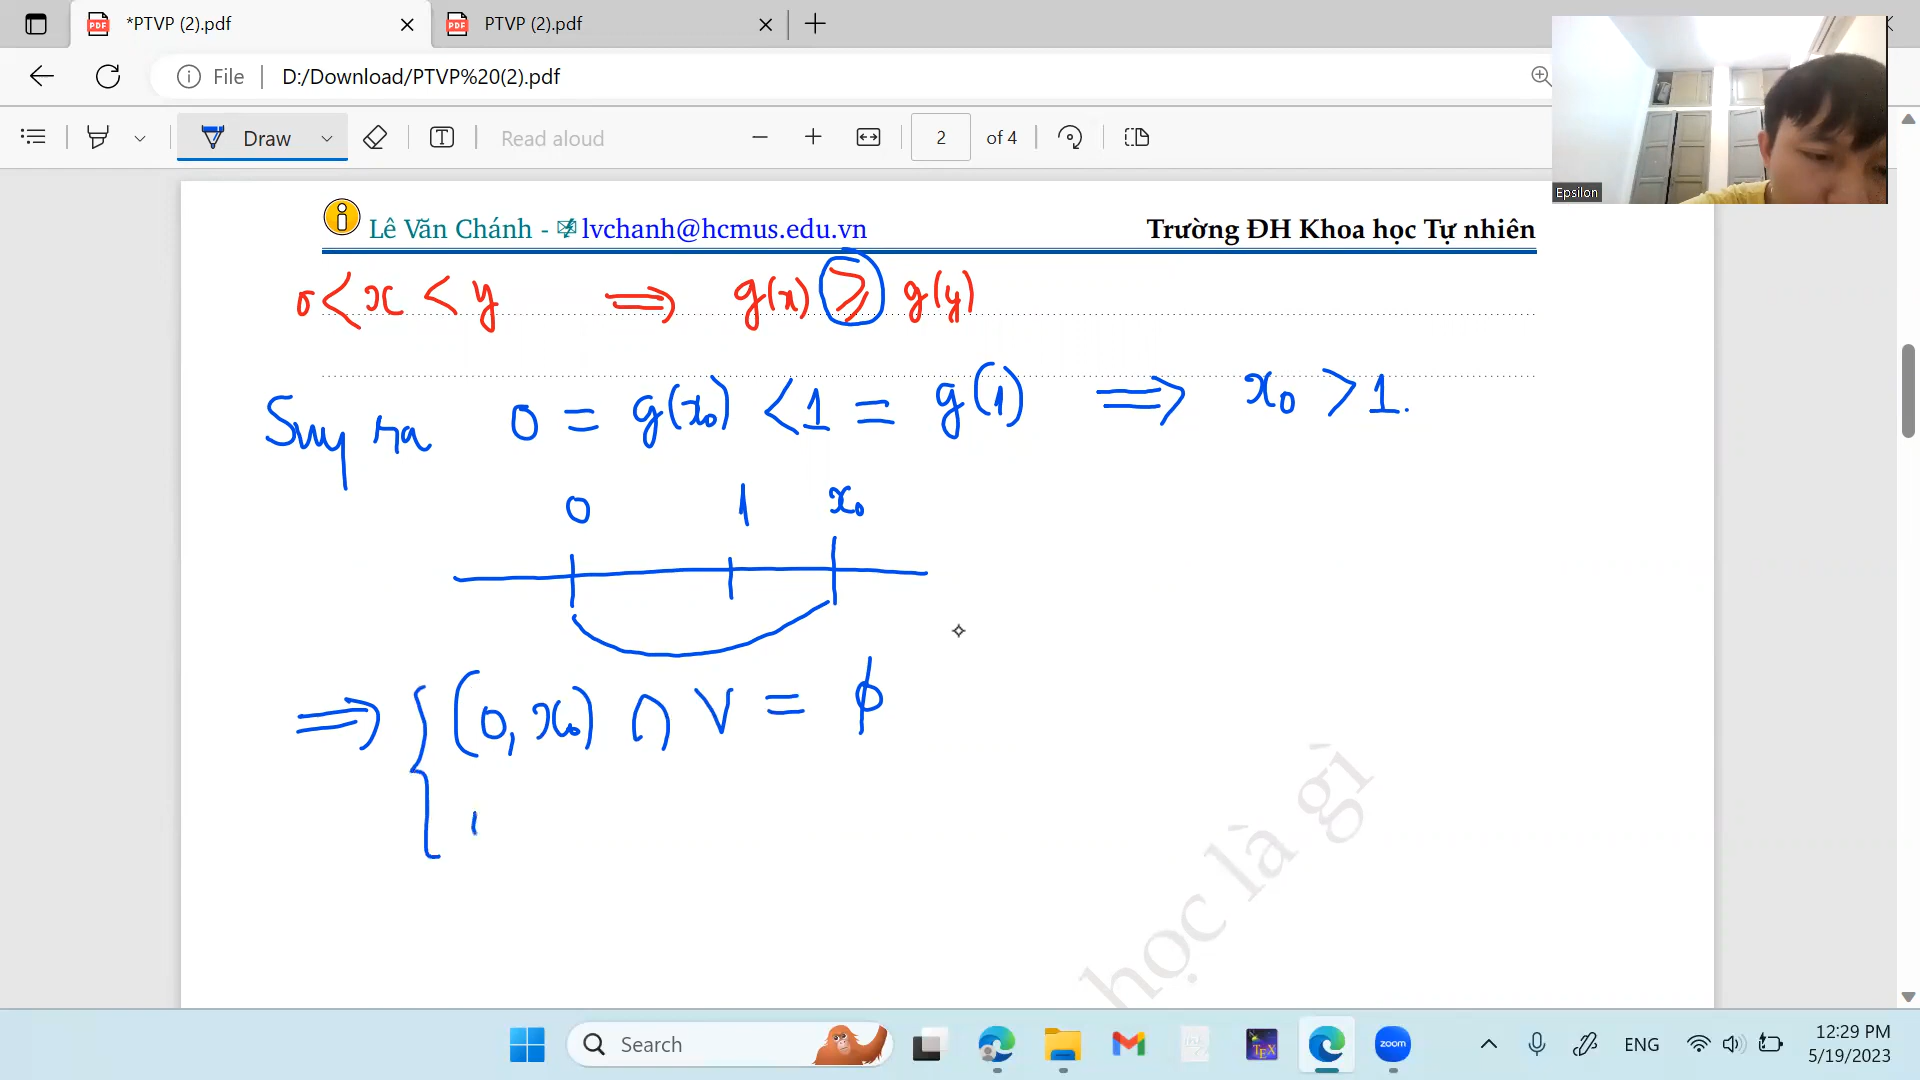 *PTVP (2).pdf
PTVP (2).pdf
File
D:/Download/PTVP%20(2).pdf
Draw
Read aloud
2
of 4
Epsilon
Lê Văn Chánh - lvchanh@hcmus.edu.vn
Trường ĐH Khoa học Tự nhiên
0 < x < y ⟹ g(x) ⩾ g(y)
Suy ra 0 = g(x₀) < 1 = g(1) ⟹ x₀ > 1.
0 1 x₀
⟹ { (0, x₀) ∩ V = ϕ
học là gì
Search
zoom
TEX
ENG
12:29 PM
5/19/2023